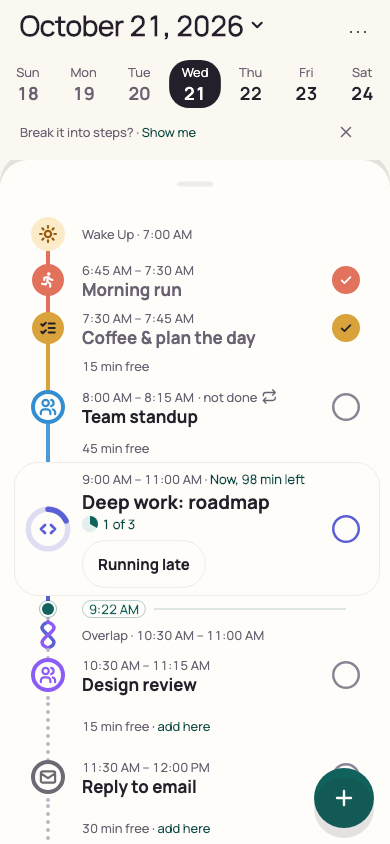 October 21, 2026
...
Sun Mon Tue Wed Thu Fri Sat
18 19 20 21 22 23 24
Break it into steps? · Show me
Wake Up · 7:00 AM
6:45 AM – 7:30 AM
Morning run
7:30 AM – 7:45 AM
Coffee & plan the day
15 min free
8:00 AM – 8:15 AM · not done
Team standup
45 min free
9:00 AM – 11:00 AM · Now, 98 min left
Deep work: roadmap
1 of 3
Running late
9:22 AM
Overlap · 10:30 AM – 11:00 AM
10:30 AM – 11:15 AM
Design review
15 min free · add here
11:30 AM – 12:00 PM
Reply to email
30 min free · add here